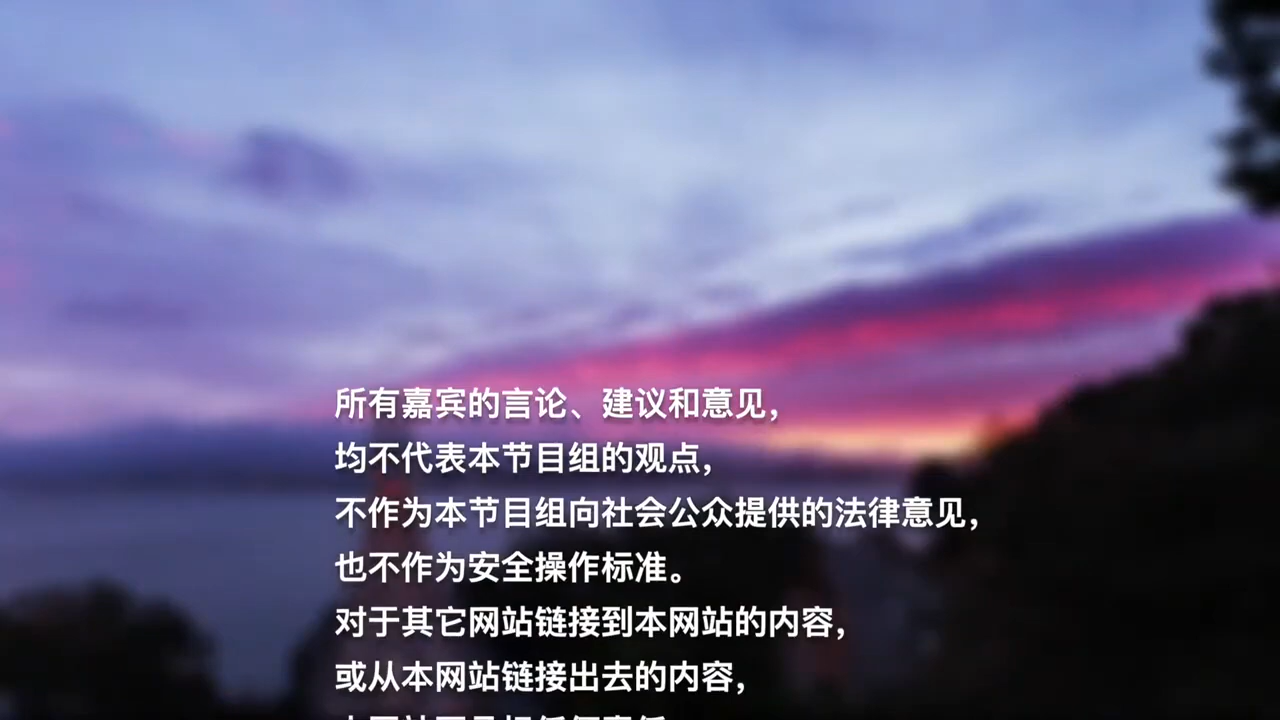 所有嘉宾的言论、建议和意见，
均不代表本节目组的观点，
不作为本节目组向社会公众提供的法律意见，
也不作为安全操作标准。
对于其它网站链接到本网站的内容，
或从本网站链接出去的内容，